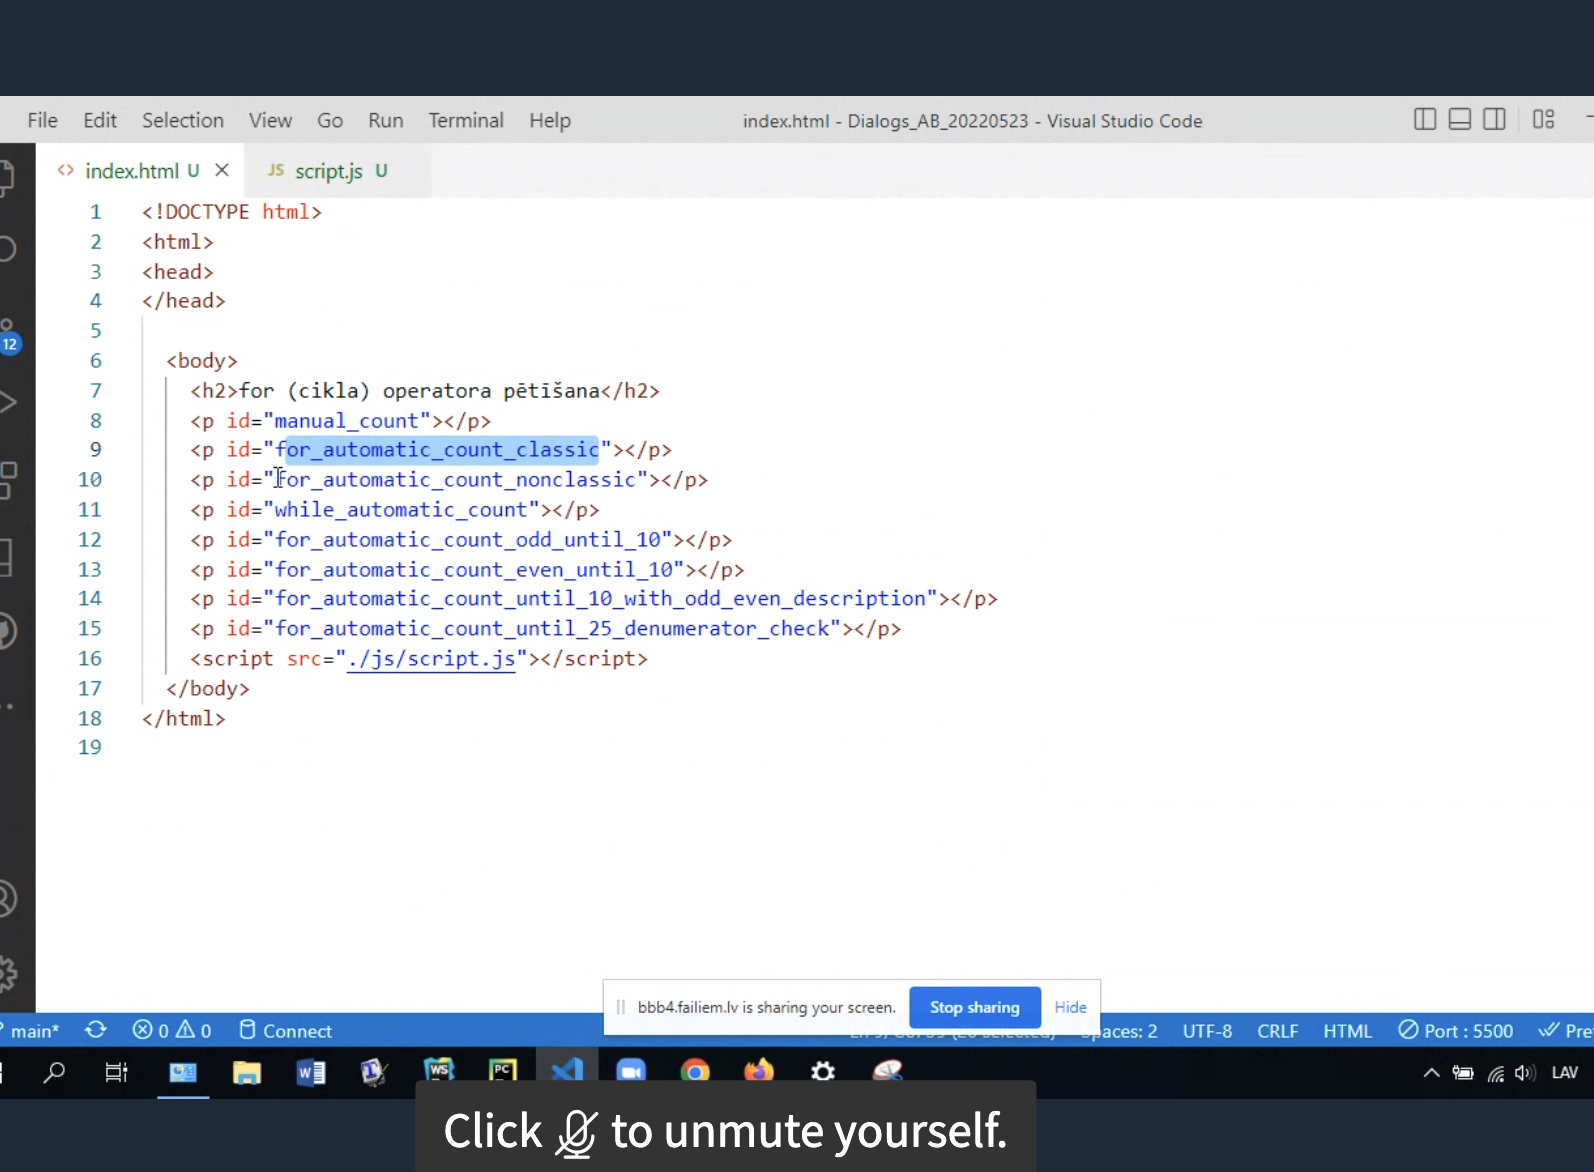 File Edit Selection View Go Run Terminal Help index.html - Dialogs_AB_20220523 - Visual Studio Code
<> index.html U JS script.js U
1 <!DOCTYPE html>
2 <html>
3 <head>
4 </head>
5
6 <body>
7 <h2>for (cikla) operatora pētīšana</h2>
8 <p id="manual_count"></p>
9 <p id="for_automatic_count_classic"></p>
10 <p id="for_automatic_count_nonclassic"></p>
11 <p id="while_automatic_count"></p>
12 <p id="for_automatic_count_odd_until_10"></p>
13 <p id="for_automatic_count_even_until_10"></p>
14 <p id="for_automatic_count_until_10_with_odd_even_description"></p>
15 <p id="for_automatic_count_until_25_denumerator_check"></p>
16 <script src="./js/script.js"></script>
17 </body>
18 </html>
19
12
bbb4.failiem.lv is sharing your screen. Stop sharing Hide
main* 0 0 Connect Spaces: 2 UTF-8 CRLF HTML Port : 5500
W WS PC LAV
Click to unmute yourself.